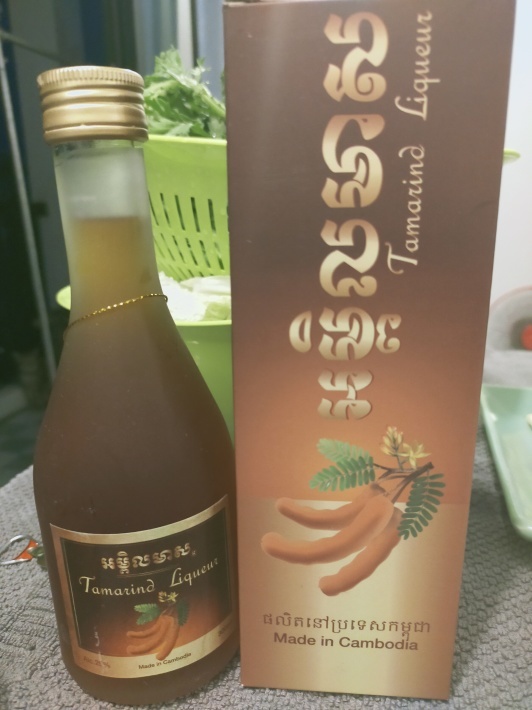 អម្ពិលមាស
Tamarind Liqueur
Made in Cambodia
អម្ពិលមាស
Tamarind Liqueur
ផលិតនៅប្រទេសកម្ពុជា
Made in Cambodia